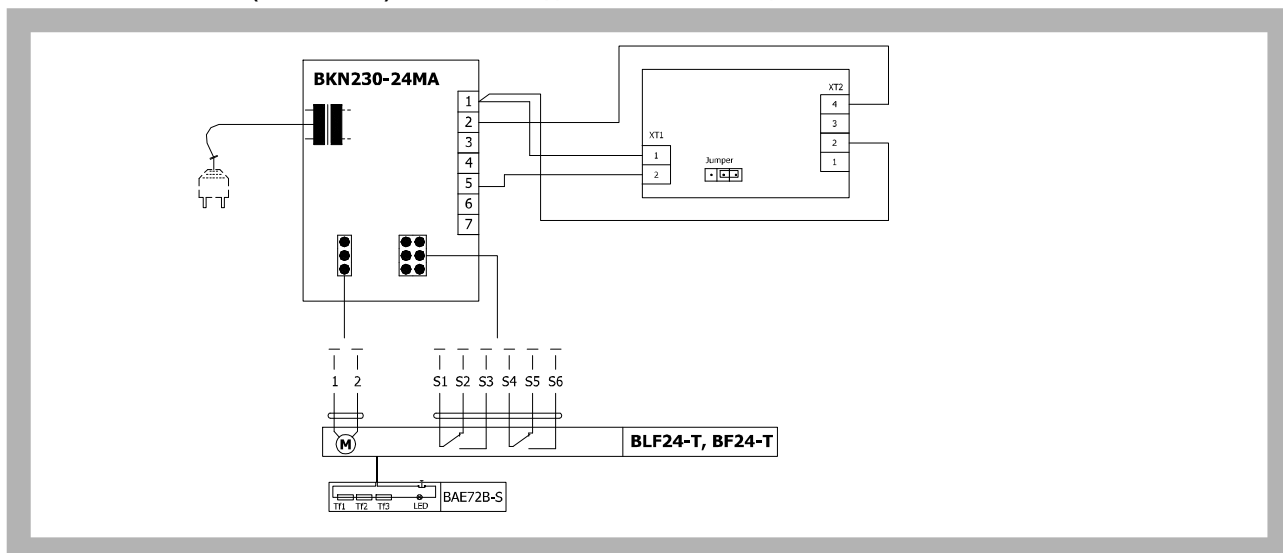 BKN230-24MA
1
2
3
4
5
6
7
XT1
1
2
Jumper
XT2
4
3
2
1
1 2 S1 S2 S3 S4 S5 S6
M
BLF24-T, BF24-T
Tf1 Tf2 Tf3 LED
BAE72B-S